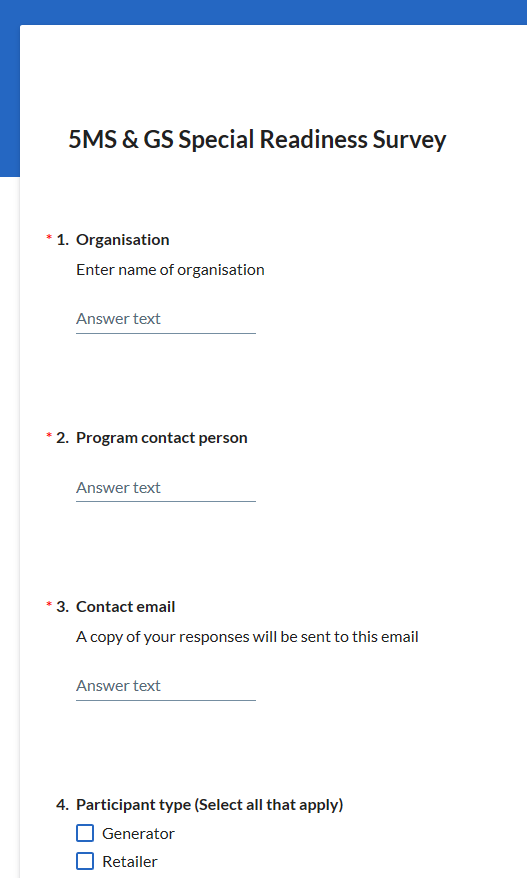 5MS & GS Special Readiness Survey
* 1. Organisation
Enter name of organisation
Answer text
* 2. Program contact person
Answer text
* 3. Contact email
A copy of your responses will be sent to this email
Answer text
4. Participant type (Select all that apply)
Generator
Retailer